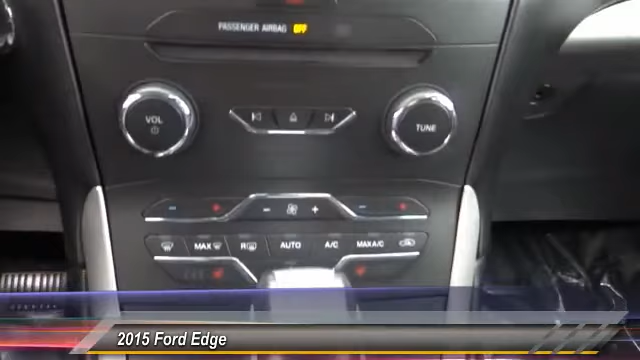 PASSENGER AIRBAG OFF
VOL
TUNE
MAX R AUTO A/C MAX A/C
2015 Ford Edge